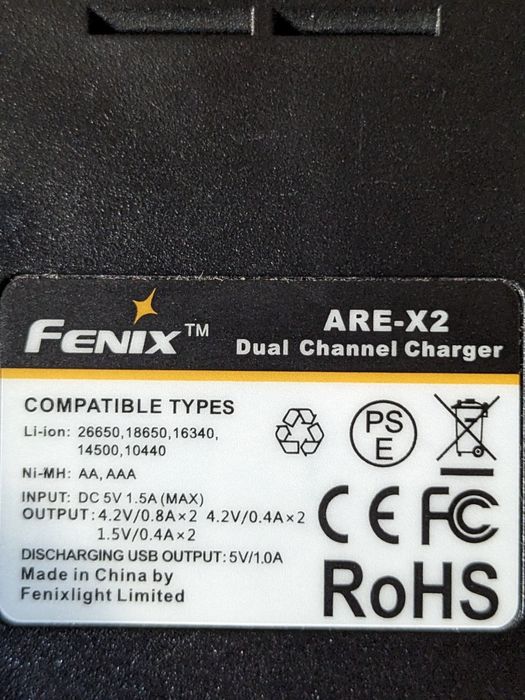 FENIX™
ARE-X2
Dual Channel Charger
COMPATIBLE TYPES
Li-ion: 26650,18650,16340,
14500,10440
Ni-MH: AA, AAA
INPUT: DC 5V 1.5A (MAX)
OUTPUT: 4.2V/0.8A×2 4.2V/0.4A×2
1.5V/0.4A×2
DISCHARGING USB OUTPUT: 5V/1.0A
Made in China by
Fenixlight Limited
PS
E
CE FC
RoHS